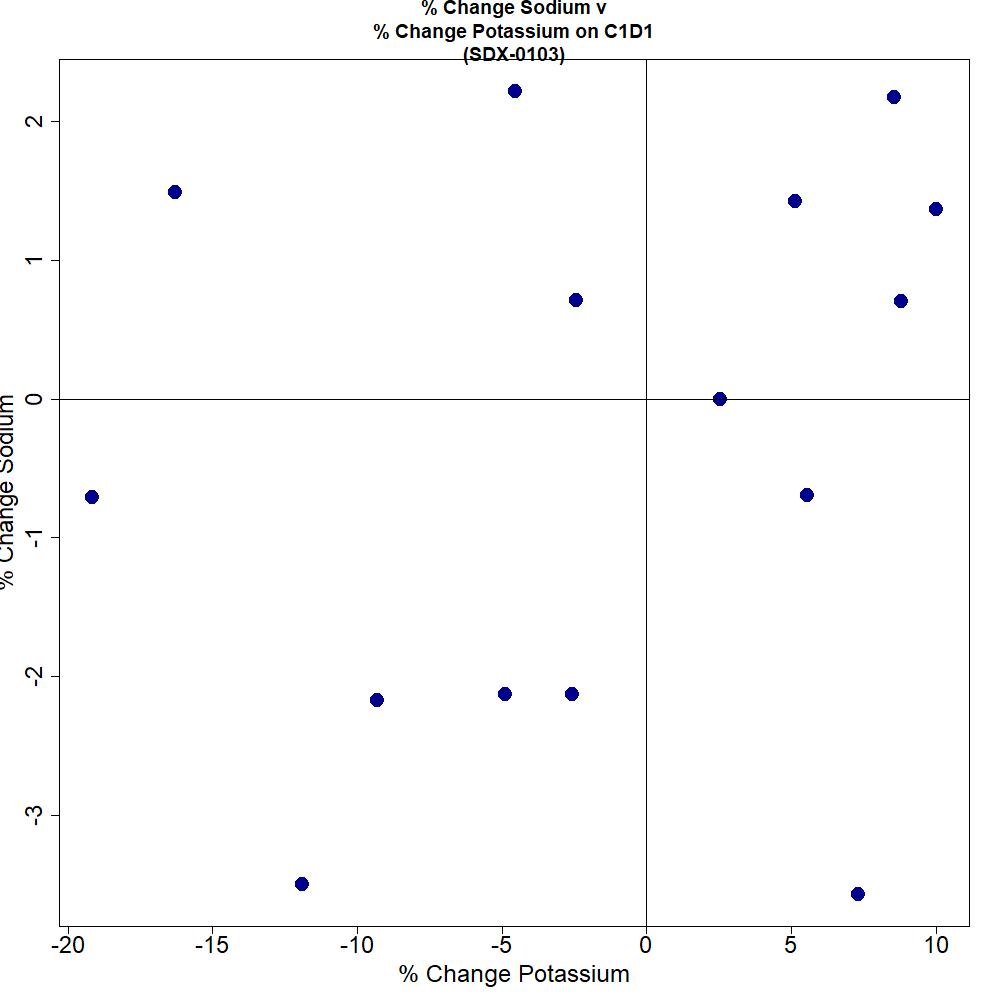 % Change Sodium v
% Change Potassium on C1D1
(SDX-0103)
2
1
0
-1
-2
-3
% Change Sodium
-20 -15 -10 -5 0 5 10
% Change Potassium